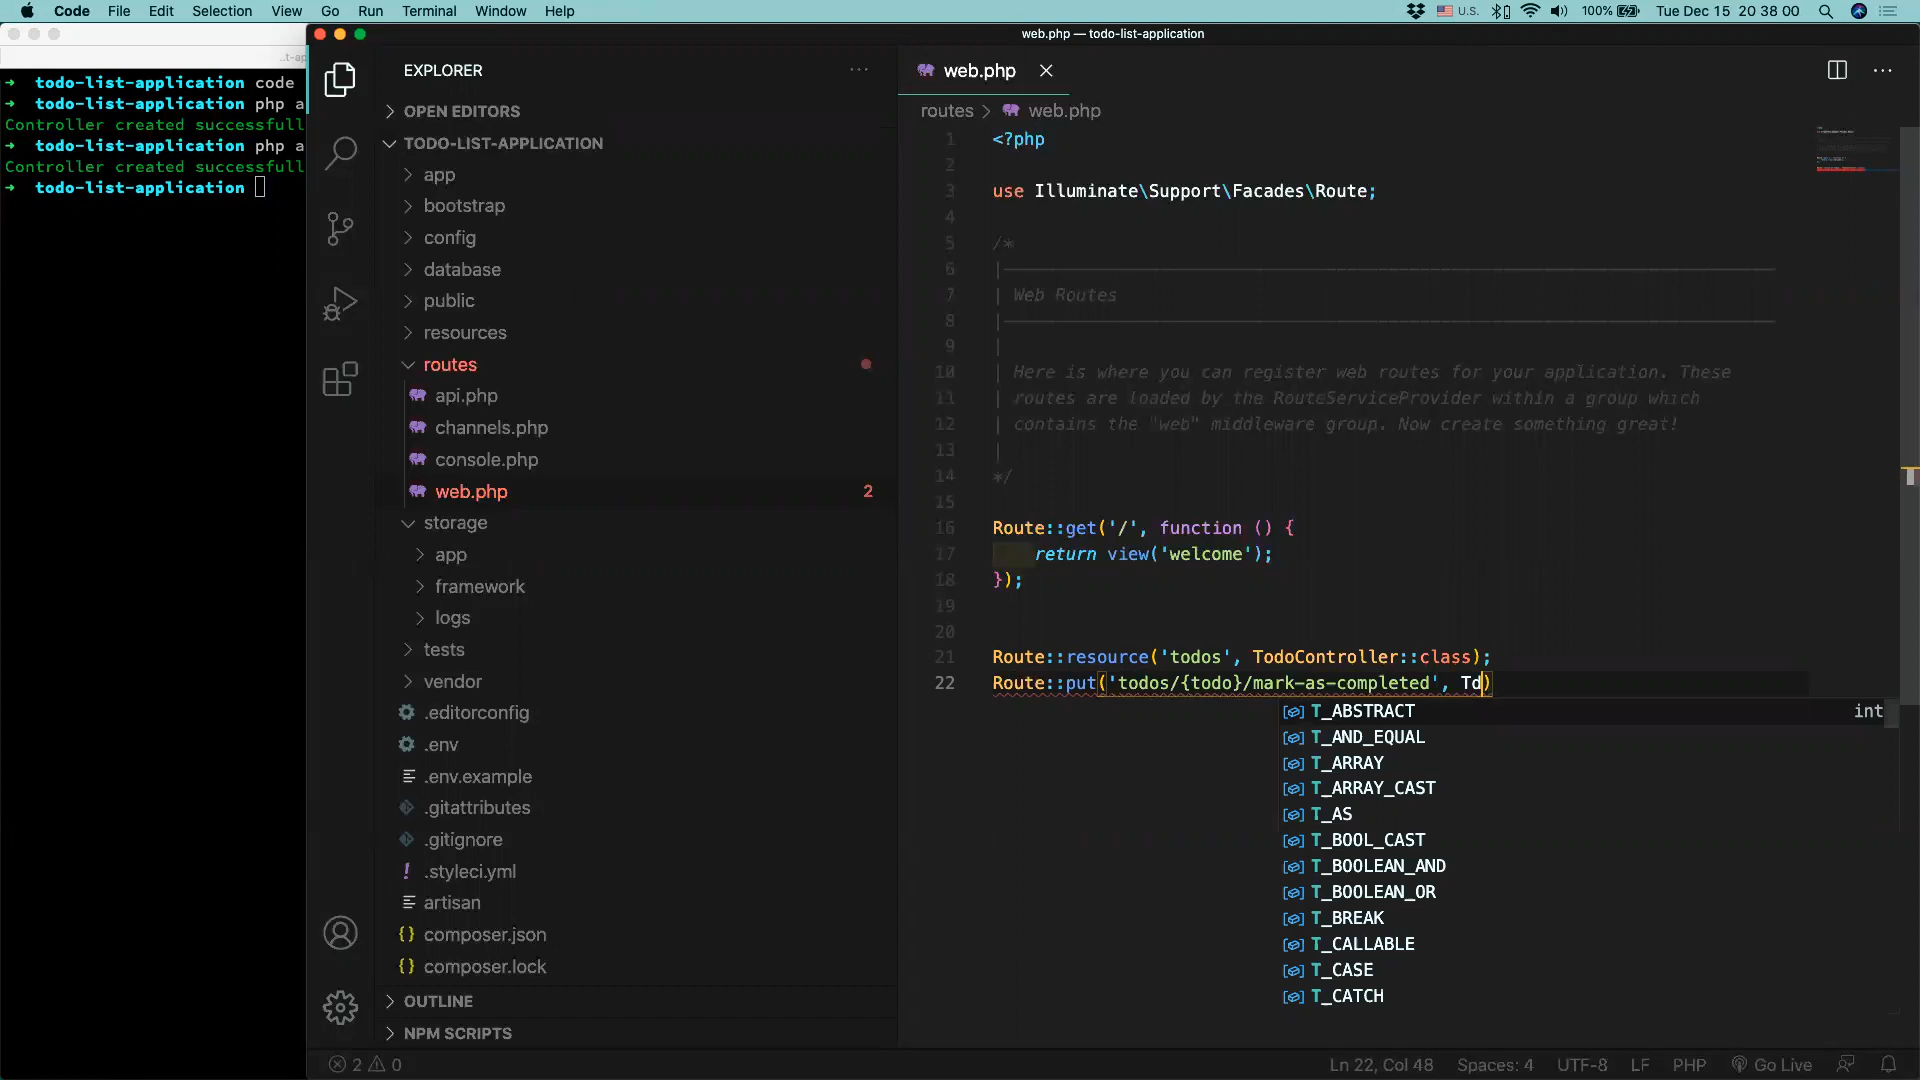 Code File Edit Selection View Go Run Terminal Window Help U.S. 100% Tue Dec 15 20 38 00
web.php — todo-list-application
..t-ap
➜ todo-list-application code
➜ todo-list-application php a
Controller created successfull
➜ todo-list-application php a
Controller created successfull
➜ todo-list-application
EXPLORER
OPEN EDITORS
TODO-LIST-APPLICATION
app
bootstrap
config
database
public
resources
routes
api.php
channels.php
console.php
web.php 2
storage
app
framework
logs
tests
vendor
.editorconfig
.env
.env.example
.gitattributes
.gitignore
.styleci.yml
artisan
composer.json
composer.lock
OUTLINE
NPM SCRIPTS
web.php
routes > web.php
1 <?php
2
3 use Illuminate\Support\Facades\Route;
4
5 /*
6 |
7 | Web Routes
8 |
9 |
10 | Here is where you can register web routes for your application. These
11 | routes are loaded by the RouteServiceProvider within a group which
12 | contains the "web" middleware group. Now create something great!
13 |
14 */
15
16 Route::get('/', function () {
17 return view('welcome');
18 });
19
20
21 Route::resource('todos', TodoController::class);
22 Route::put('todos/{todo}/mark-as-completed', Td)
T_ABSTRACT int
T_AND_EQUAL
T_ARRAY
T_ARRAY_CAST
T_AS
T_BOOL_CAST
T_BOOLEAN_AND
T_BOOLEAN_OR
T_BREAK
T_CALLABLE
T_CASE
T_CATCH
2 0 Ln 22, Col 48 Spaces: 4 UTF-8 LF PHP Go Live